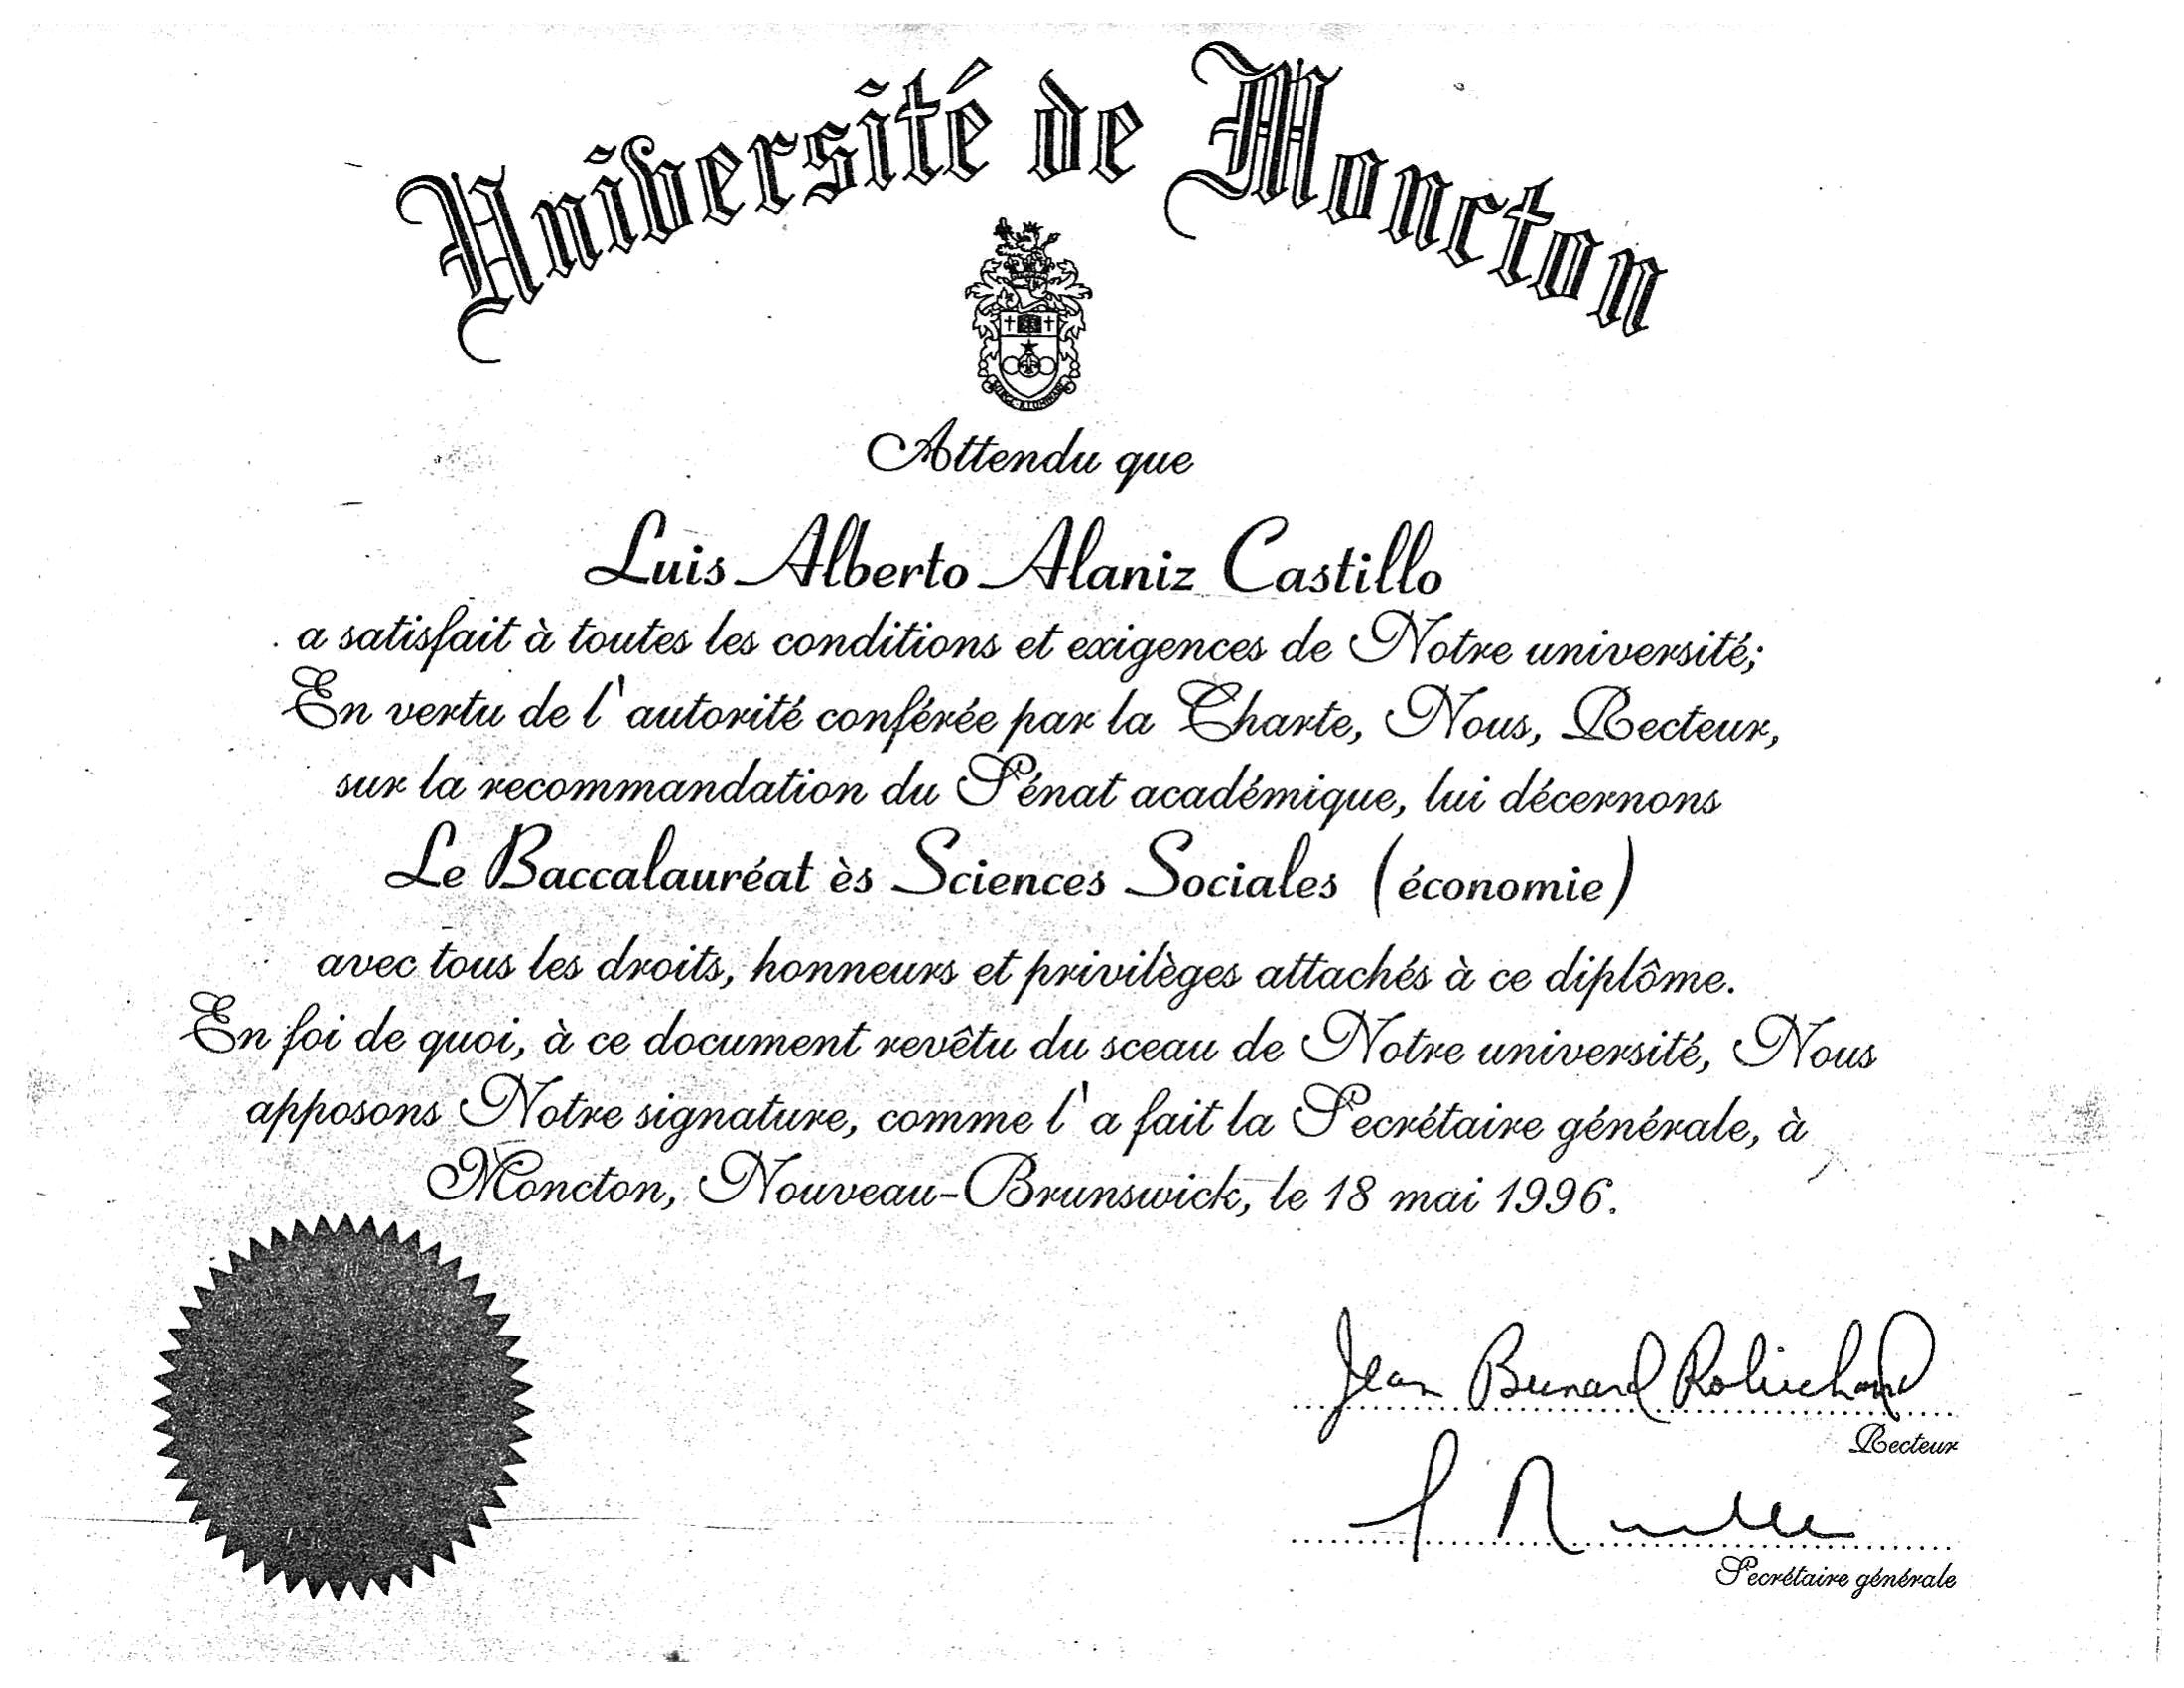 Université de Moncton
Attendu que
Luis Alberto Alaniz Castillo
a satisfait à toutes les conditions et exigences de Notre université;
En vertu de l'autorité conférée par la Charte, Nous, Recteur,
sur la recommandation du Sénat académique, lui décernons
Le Baccalauréat ès Sciences Sociales (économie)
avec tous les droits, honneurs et privilèges attachés à ce diplôme.
En foi de quoi, à ce document revêtu du sceau de Notre université, Nous
apposons Notre signature, comme l'a fait la Secrétaire générale, à
Moncton, Nouveau-Brunswick, le 18 mai 1996.
Jean Bernard Robichaud
Recteur
Secrétaire générale